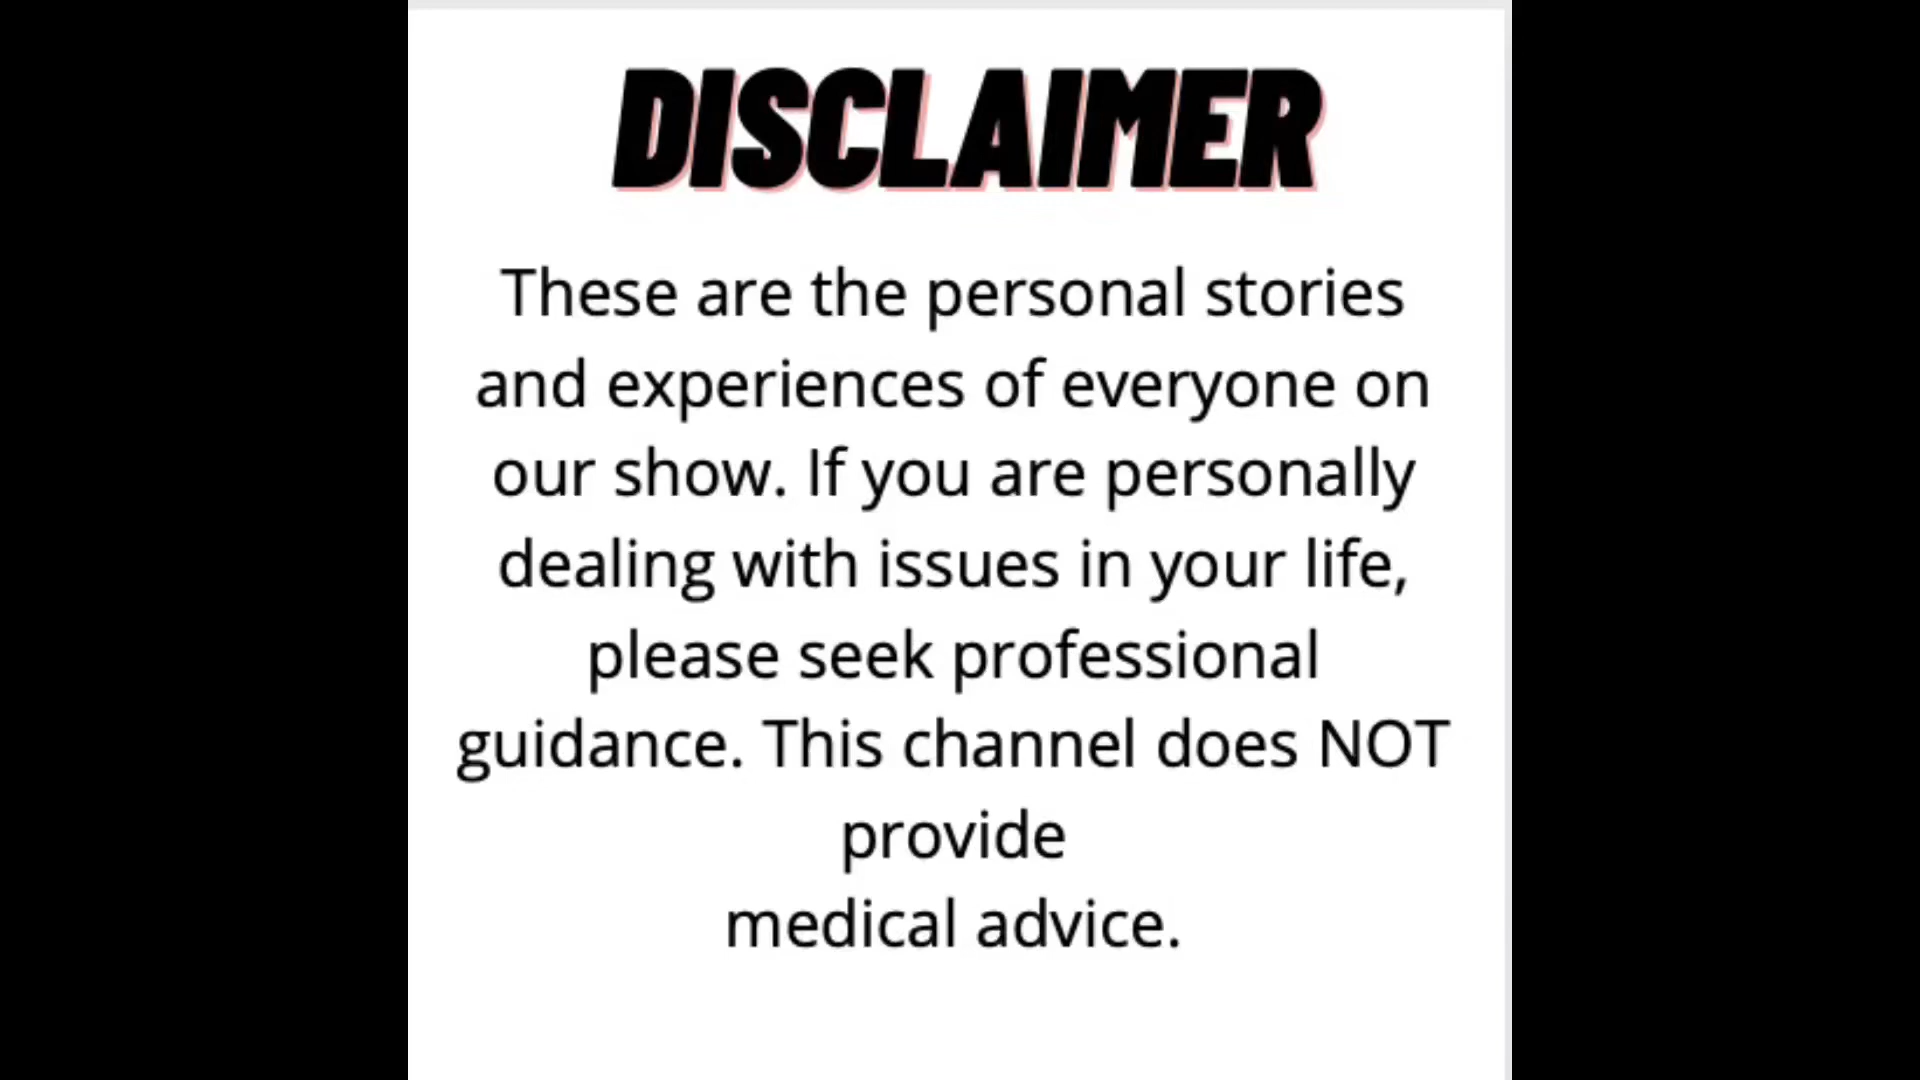 DISCLAIMER
These are the personal stories
and experiences of everyone on
our show. If you are personally
dealing with issues in your life,
please seek professional
guidance. This channel does NOT
provide
medical advice.